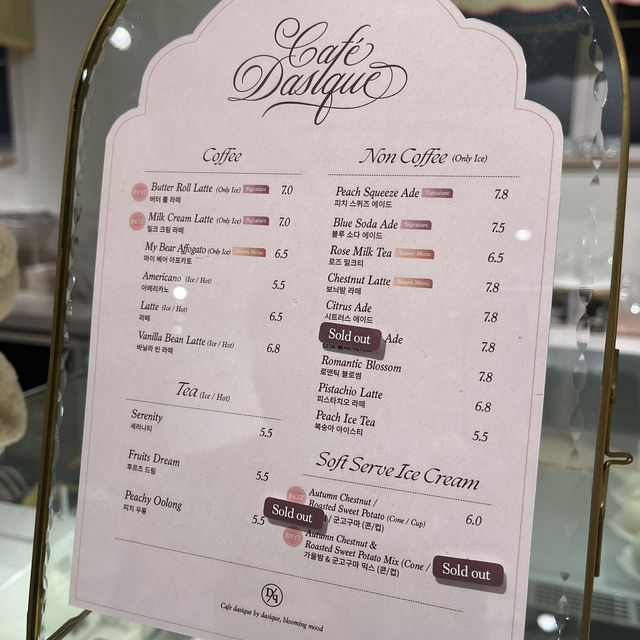 Café
Dasique
Coffee
BEST Butter Roll Latte (Only Ice) Signature 7.0
버터 롤 라떼
BEST Milk Cream Latte (Only Ice) Signature 7.0
밀크 크림 라떼
My Bear Affogato (Only Ice) Season Menu 6.5
마이 베어 아포카토
Americano (Ice / Hot) 5.5
아메리카노
Latte (Ice / Hot) 6.5
라떼
Vanilla Bean Latte (Ice / Hot) 6.8
바닐라 빈 라떼
Tea (Ice / Hot)
Serenity 5.5
세러니티
Fruits Dream 5.5
후르츠 드림
Peachy Oolong 5.5
피치 우롱
Non Coffee (Only Ice)
Peach Squeeze Ade Signature 7.8
피치 스퀴즈 에이드
Blue Soda Ade Signature 7.5
블루 소다 에이드
Rose Milk Tea Season Menu 6.5
로즈 밀크티
Chestnut Latte Season Menu 7.8
보늬밤 라떼
Citrus Ade 7.8
시트러스 에이드
Sold out Ade 7.8
Romantic Blossom 7.8
로맨틱 블로썸
Pistachio Latte 6.8
피스타치오 라떼
Peach Ice Tea 5.5
복숭아 아이스티
Soft Serve Ice Cream
BEST Autumn Chestnut /
Roasted Sweet Potato (Cone / Cup) 6.0
Sold out / 군고구마 (콘/컵)
BEST Autumn Chestnut &
Roasted Sweet Potato Mix (Cone /
가을밤 & 군고구마 믹스 (콘/컵)
Sold out
D/q
Cafe dasique by dasique, blooming mood